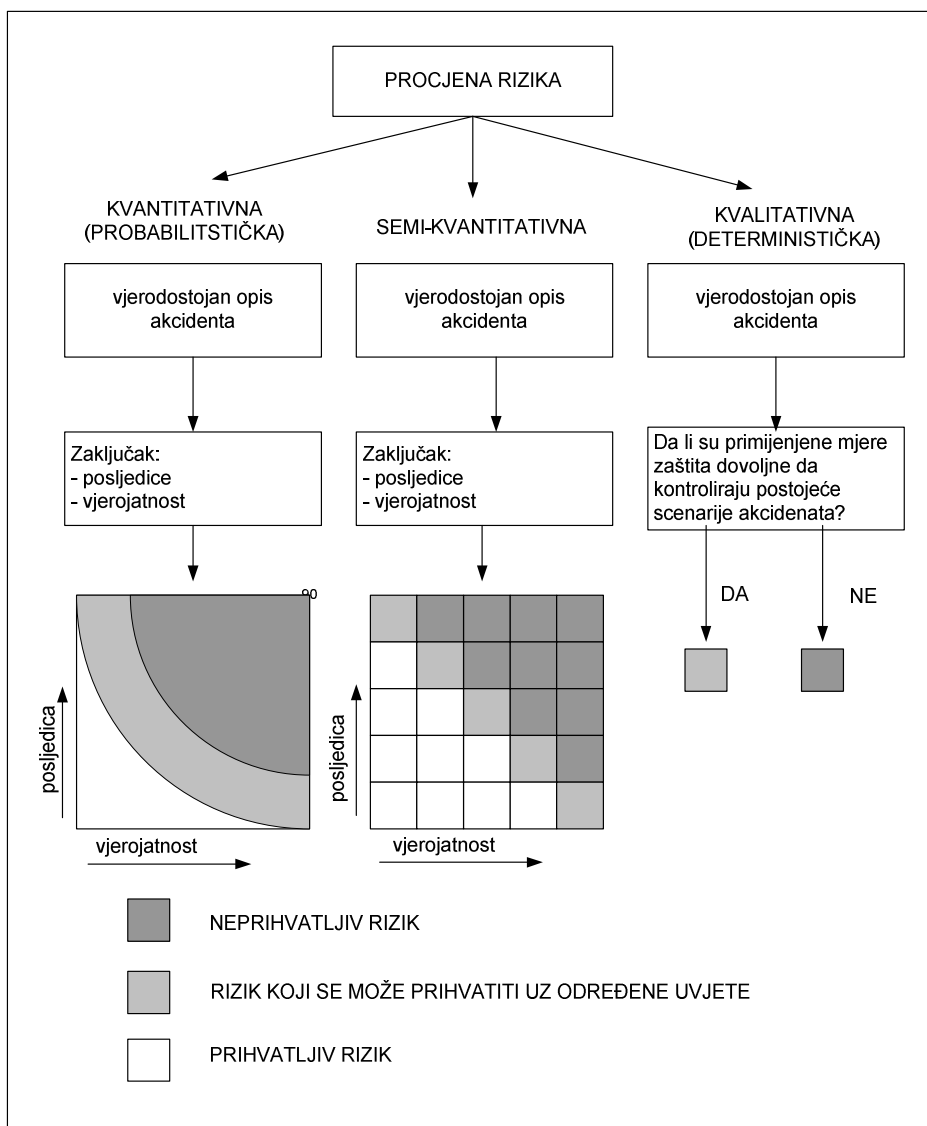 PROCJENA RIZIKA
KVANTITATIVNA
(PROBABILITSTIČKA)
SEMI-KVANTITATIVNA
KVALITATIVNA
(DETERMINISTIČKA)
vjerodostojan opis
akcidenta
vjerodostojan opis
akcidenta
vjerodostojan opis
akcidenta
Zaključak:
- posljedice
- vjerojatnost
Zaključak:
- posljedice
- vjerojatnost
Da li su primijenjene mjere
zaštita dovoljne da
kontroliraju postojeće
scenarije akcidenata?
DA
NE
posljedica
vjerojatnost
posljedica
vjerojatnost
NEPRIHVATLJIV RIZIK
RIZIK KOJI SE MOŽE PRIHVATITI UZ ODREĐENE UVJETE
PRIHVATLJIV RIZIK